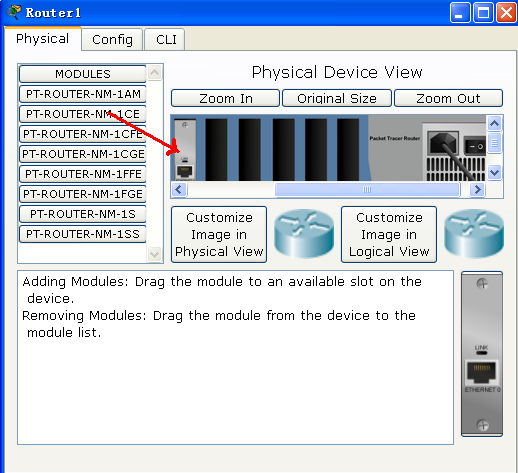 Router1
Physical
Config
CLI
MODULES
PT-ROUTER-NM-1AM
PT-ROUTER-NM-1CE
PT-ROUTER-NM-1CFE
PT-ROUTER-NM-1CGE
PT-ROUTER-NM-1FFE
PT-ROUTER-NM-1FGE
PT-ROUTER-NM-1S
PT-ROUTER-NM-1SS
Physical Device View
Zoom In
Original Size
Zoom Out
Packet Tracer Router
Customize
Image in
Physical View
Customize
Image in
Logical View
Adding Modules: Drag the module to an available slot on the
device.
Removing Modules: Drag the module from the device to the
module list.
LINK
ETHERNET 0